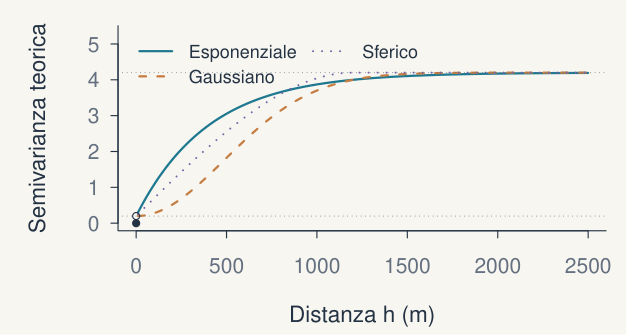 Semivarianza teorica
5
4
3
2
1
0
Esponenziale
Sferico
Gaussiano
0 500 1000 1500 2000 2500
Distanza h (m)